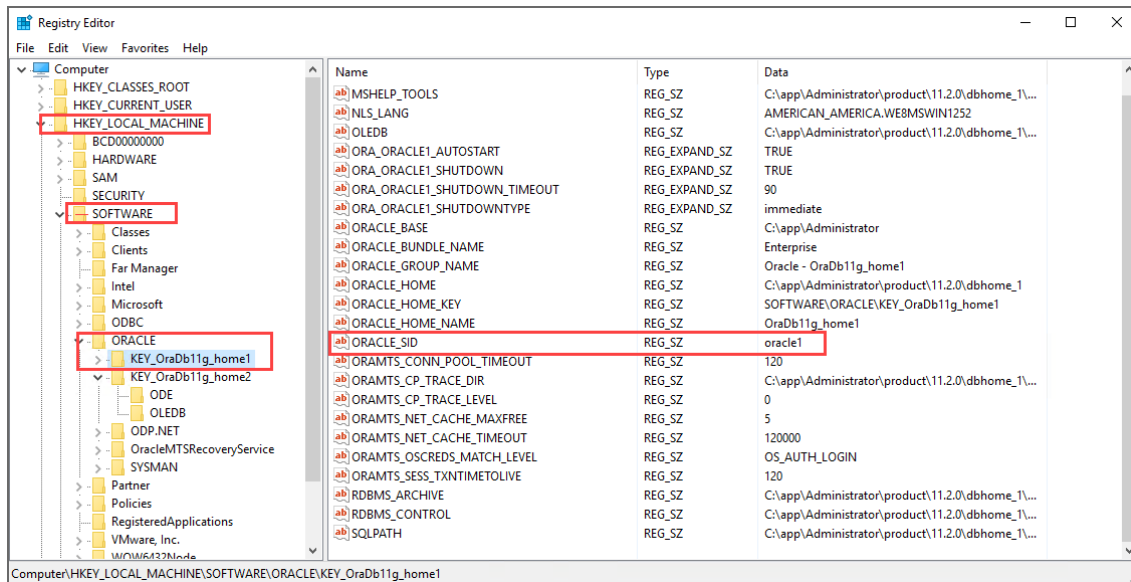 Registry Editor
File Edit View Favorites Help
Computer
HKEY_CLASSES_ROOT
HKEY_CURRENT_USER
HKEY_LOCAL_MACHINE
BCD00000000
HARDWARE
SAM
SECURITY
SOFTWARE
Classes
Clients
Far Manager
Intel
Microsoft
ODBC
ORACLE
KEY_OraDb11g_home1
KEY_OraDb11g_home2
ODE
OLEDB
ODP.NET
OracleMTSRecoveryService
SYSMAN
Partner
Policies
RegisteredApplications
VMware, Inc.
WOW6432Node
Name Type Data
MSHELP_TOOLS REG_SZ C:\app\Administrator\product\11.2.0\dbhome_1\...
NLS_LANG REG_SZ AMERICAN_AMERICA.WE8MSWIN1252
OLEDB REG_SZ C:\app\Administrator\product\11.2.0\dbhome_1\...
ORA_ORACLE1_AUTOSTART REG_EXPAND_SZ TRUE
ORA_ORACLE1_SHUTDOWN REG_EXPAND_SZ TRUE
ORA_ORACLE1_SHUTDOWN_TIMEOUT REG_EXPAND_SZ 90
ORA_ORACLE1_SHUTDOWNTYPE REG_EXPAND_SZ immediate
ORACLE_BASE REG_SZ C:\app\Administrator
ORACLE_BUNDLE_NAME REG_SZ Enterprise
ORACLE_GROUP_NAME REG_SZ Oracle - OraDb11g_home1
ORACLE_HOME REG_SZ C:\app\Administrator\product\11.2.0\dbhome_1
ORACLE_HOME_KEY REG_SZ SOFTWARE\ORACLE\KEY_OraDb11g_home1
ORACLE_HOME_NAME REG_SZ OraDb11g_home1
ORACLE_SID REG_SZ oracle1
ORAMTS_CONN_POOL_TIMEOUT REG_SZ 120
ORAMTS_CP_TRACE_DIR REG_SZ C:\app\Administrator\product\11.2.0\dbhome_1\...
ORAMTS_CP_TRACE_LEVEL REG_SZ 0
ORAMTS_NET_CACHE_MAXFREE REG_SZ 5
ORAMTS_NET_CACHE_TIMEOUT REG_SZ 120000
ORAMTS_OSCREDS_MATCH_LEVEL REG_SZ OS_AUTH_LOGIN
ORAMTS_SESS_TXNTIMETOLIVE REG_SZ 120
RDBMS_ARCHIVE REG_SZ C:\app\Administrator\product\11.2.0\dbhome_1\...
RDBMS_CONTROL REG_SZ C:\app\Administrator\product\11.2.0\dbhome_1\...
SQLPATH REG_SZ C:\app\Administrator\product\11.2.0\dbhome_1\...
Computer\HKEY_LOCAL_MACHINE\SOFTWARE\ORACLE\KEY_OraDb11g_home1